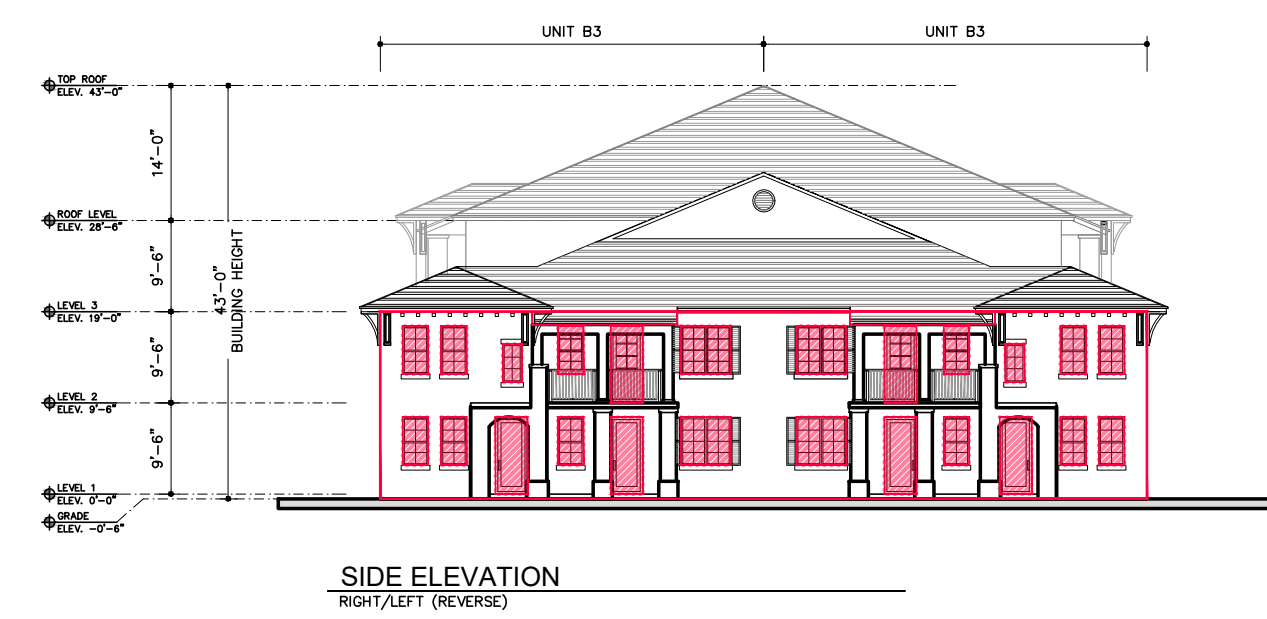 UNIT B3
UNIT B3
TOP ROOF
ELEV. 43'-0"
14'-0"
ROOF LEVEL
ELEV. 28'-6"
9'-6"
43'-0"
BUILDING HEIGHT
LEVEL 3
ELEV. 19'-0"
9'-6"
LEVEL 2
ELEV. 9'-6"
9'-6"
LEVEL 1
ELEV. 0'-0"
GRADE
ELEV. -0'-6"
SIDE ELEVATION
RIGHT/LEFT (REVERSE)